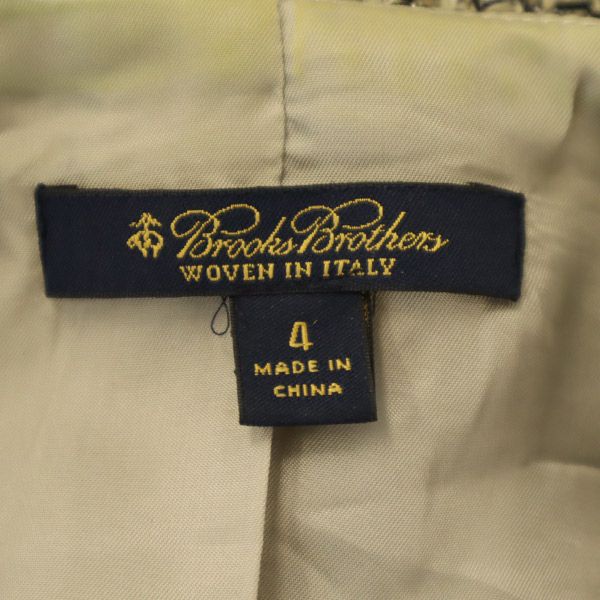 Brooks Brothers
WOVEN IN ITALY
4
MADE IN
CHINA